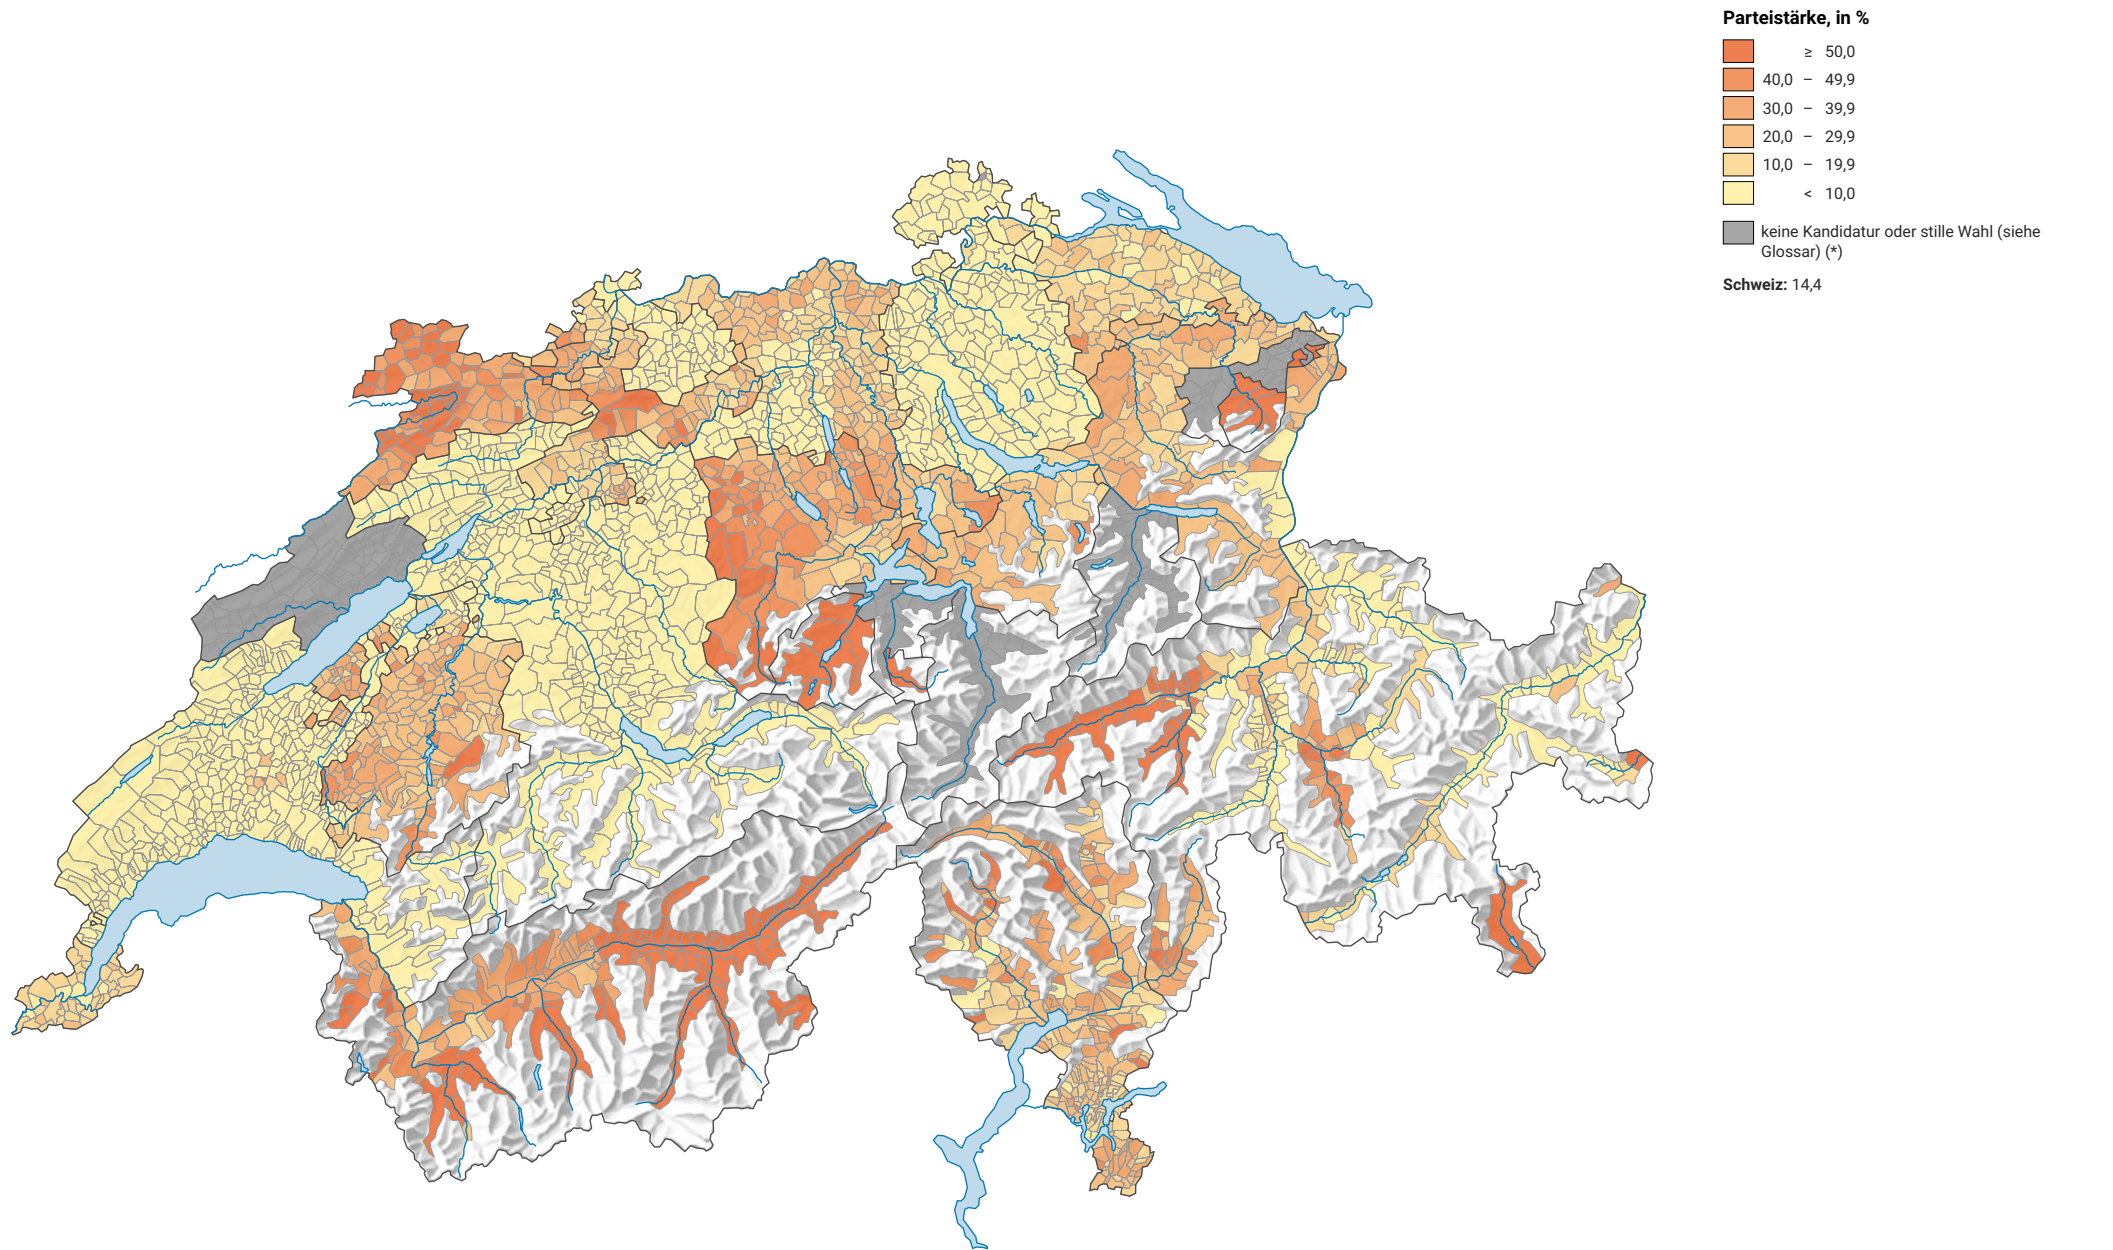 Parteistärke, in %
≥ 50,0
40,0 – 49,9
30,0 – 39,9
20,0 – 29,9
10,0 – 19,9
< 10,0
keine Kandidatur oder stille Wahl (siehe
Glossar) (*)
Schweiz: 14,4